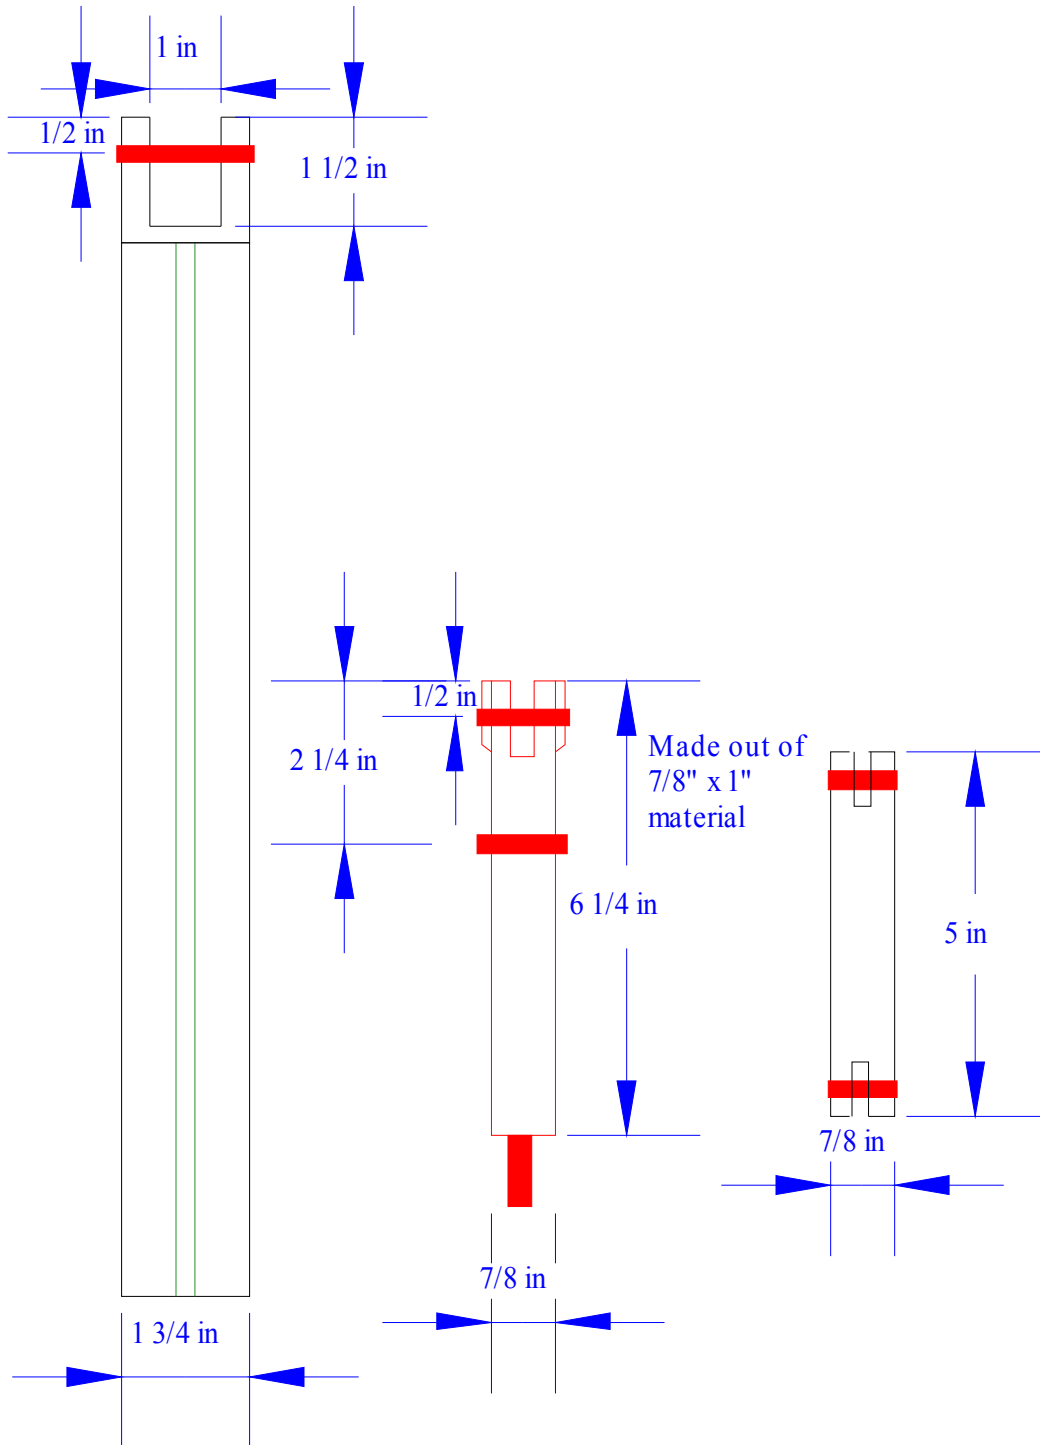 1 in
1/2 in
1 1/2 in
1/2 in
2 1/4 in
Made out of
7/8" x 1"
material
6 1/4 in
5 in
7/8 in
7/8 in
1 3/4 in